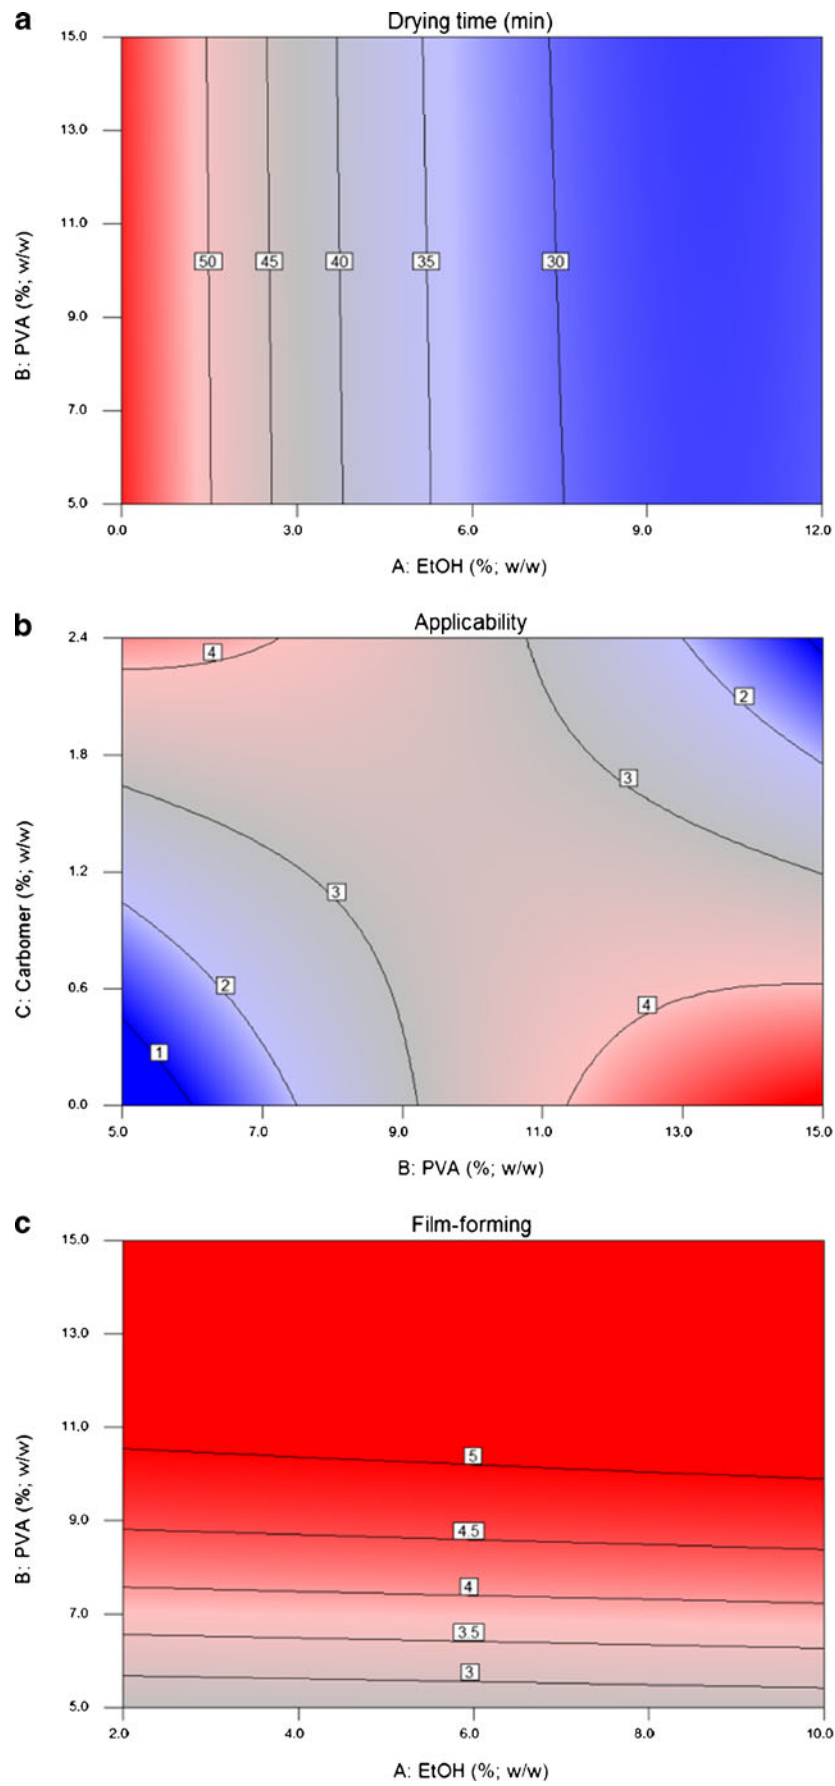 a
Drying time (min)
15.0
13.0
11.0
9.0
7.0
5.0
B: PVA (%; w/w)
50 45 40 35 30
0.0 3.0 6.0 9.0 12.0
A: EtOH (%; w/w)
b
Applicability
2.4
1.8
1.2
0.6
0.0
C: Carbomer (%; w/w)
4
2
3
3
2
4
1
5.0 7.0 9.0 11.0 13.0 15.0
B: PVA (%; w/w)
c
Film-forming
15.0
13.0
11.0
9.0
7.0
5.0
B: PVA (%; w/w)
5
4.5
4
3.5
3
2.0 4.0 6.0 8.0 10.0
A: EtOH (%; w/w)